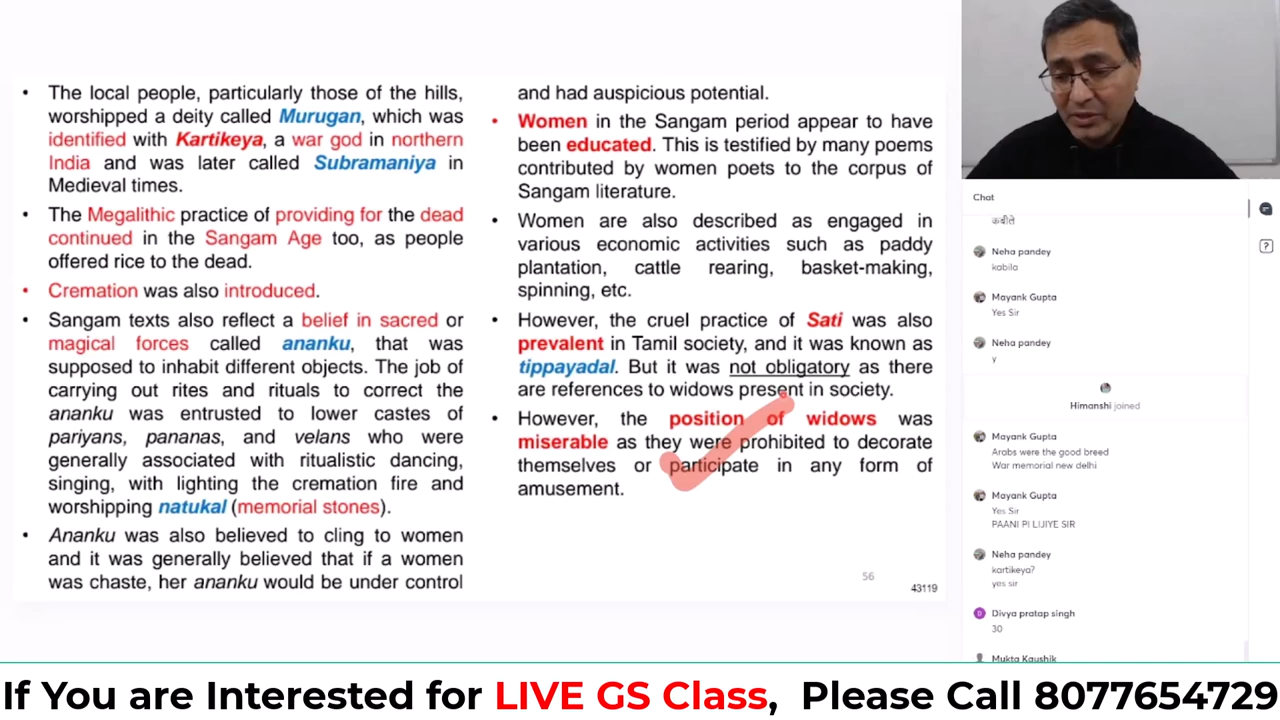 • The local people, particularly those of the hills,
worshipped a deity called Murugan, which was
identified with Kartikeya, a war god in northern
India and was later called Subramaniya in
Medieval times.
• The Megalithic practice of providing for the dead
continued in the Sangam Age too, as people
offered rice to the dead.
• Cremation was also introduced.
• Sangam texts also reflect a belief in sacred or
magical forces called ananku, that was
supposed to inhabit different objects. The job of
carrying out rites and rituals to correct the
ananku was entrusted to lower castes of
pariyans, pananas, and velans who were
generally associated with ritualistic dancing,
singing, with lighting the cremation fire and
worshipping natukal (memorial stones).
• Ananku was also believed to cling to women
and it was generally believed that if a women
was chaste, her ananku would be under control
and had auspicious potential.
• Women in the Sangam period appear to have
been educated. This is testified by many poems
contributed by women poets to the corpus of
Sangam literature.
• Women are also described as engaged in
various economic activities such as paddy
plantation, cattle rearing, basket-making,
spinning, etc.
• However, the cruel practice of Sati was also
prevalent in Tamil society, and it was known as
tippayadal. But it was not obligatory as there
are references to widows present in society.
• However, the position of widows was
miserable as they were prohibited to decorate
themselves or participate in any form of
amusement.
56
43119
Chat
कबीले
Neha pandey
kabila
Mayank Gupta
Yes Sir
Neha pandey
y
Himanshi joined
Mayank Gupta
Arabs were the good breed
War memorial new delhi
Mayank Gupta
Yes Sir
PAANI PI LIJIYE SIR
Neha pandey
kartikeya?
yes sir
D Divya pratap singh
30
Mukta Kaushik
?
If You are Interested for LIVE GS Class, Please Call 8077654729